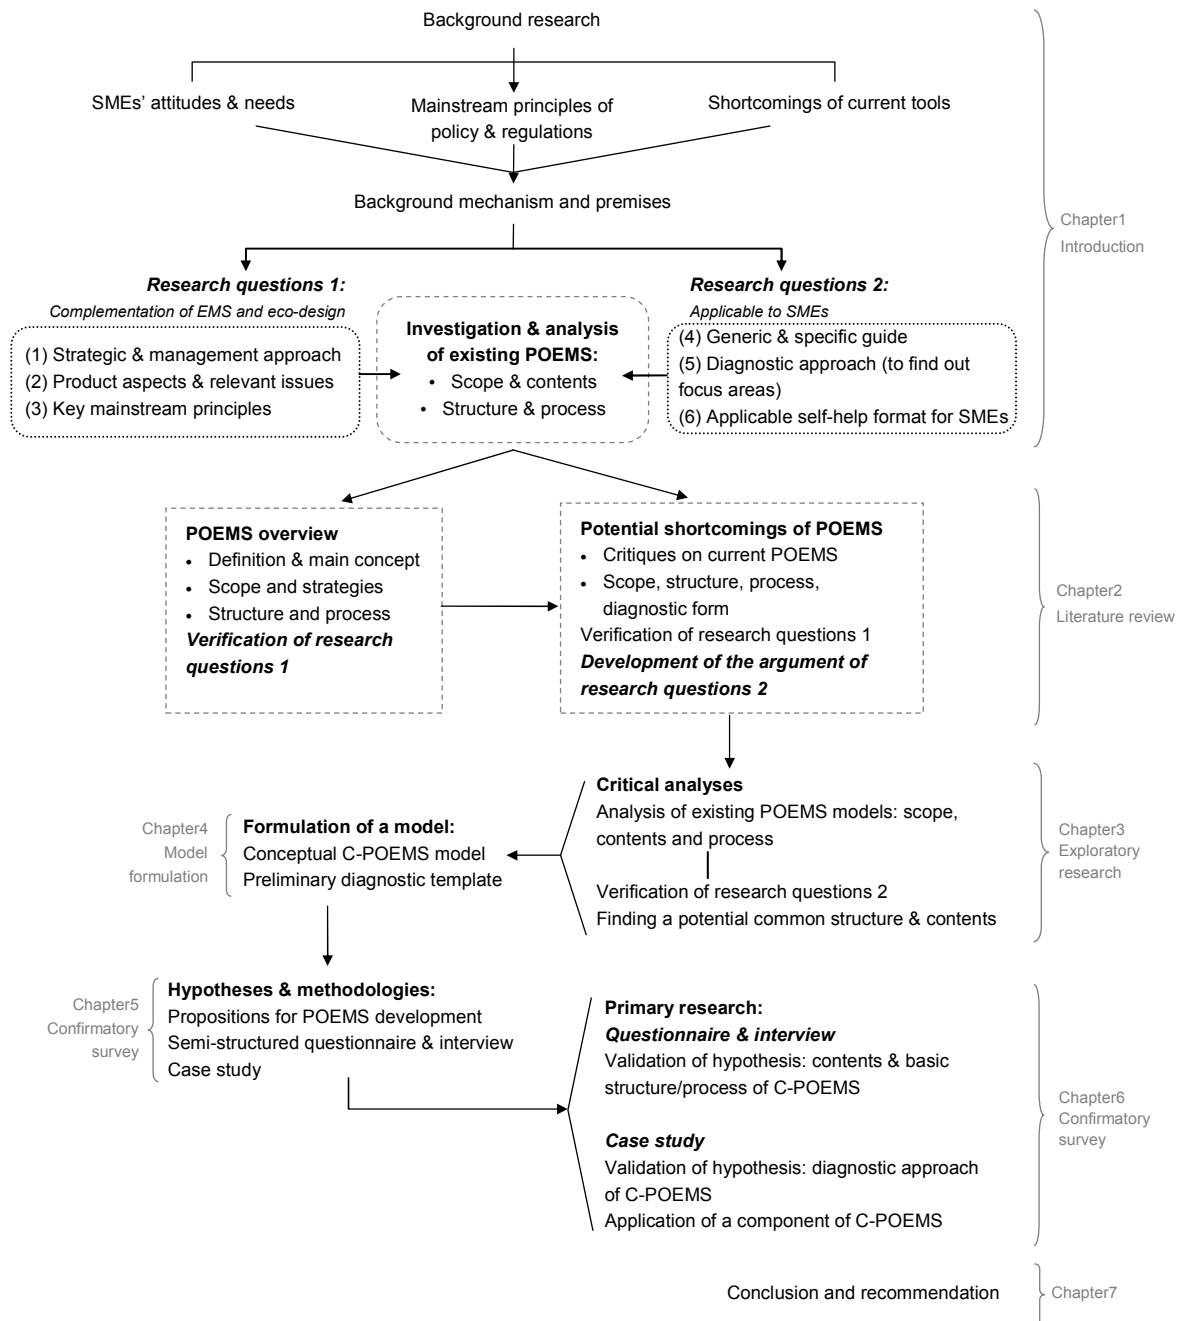 Background research
SMEs' attitudes & needs
Mainstream principles of
policy & regulations
Shortcomings of current tools
Background mechanism and premises
Chapter1
Introduction
Research questions 1:
Complementation of EMS and eco-design
(1) Strategic & management approach
(2) Product aspects & relevant issues
(3) Key mainstream principles
Investigation & analysis
of existing POEMS:
• Scope & contents
• Structure & process
Research questions 2:
Applicable to SMEs
(4) Generic & specific guide
(5) Diagnostic approach (to find out
focus areas)
(6) Applicable self-help format for SMEs
POEMS overview
• Definition & main concept
• Scope and strategies
• Structure and process
Verification of research
questions 1
Potential shortcomings of POEMS
• Critiques on current POEMS
• Scope, structure, process,
diagnostic form
Verification of research questions 1
Development of the argument of
research questions 2
Chapter2
Literature review
Critical analyses
Analysis of existing POEMS models: scope,
contents and process
Verification of research questions 2
Finding a potential common structure & contents
Chapter3
Exploratory
research
Chapter4
Model
formulation
Formulation of a model:
Conceptual C-POEMS model
Preliminary diagnostic template
Chapter5
Confirmatory
survey
Hypotheses & methodologies:
Propositions for POEMS development
Semi-structured questionnaire & interview
Case study
Primary research:
Questionnaire & interview
Validation of hypothesis: contents & basic
structure/process of C-POEMS
Case study
Validation of hypothesis: diagnostic approach
of C-POEMS
Application of a component of C-POEMS
Chapter6
Confirmatory
survey
Conclusion and recommendation
Chapter7